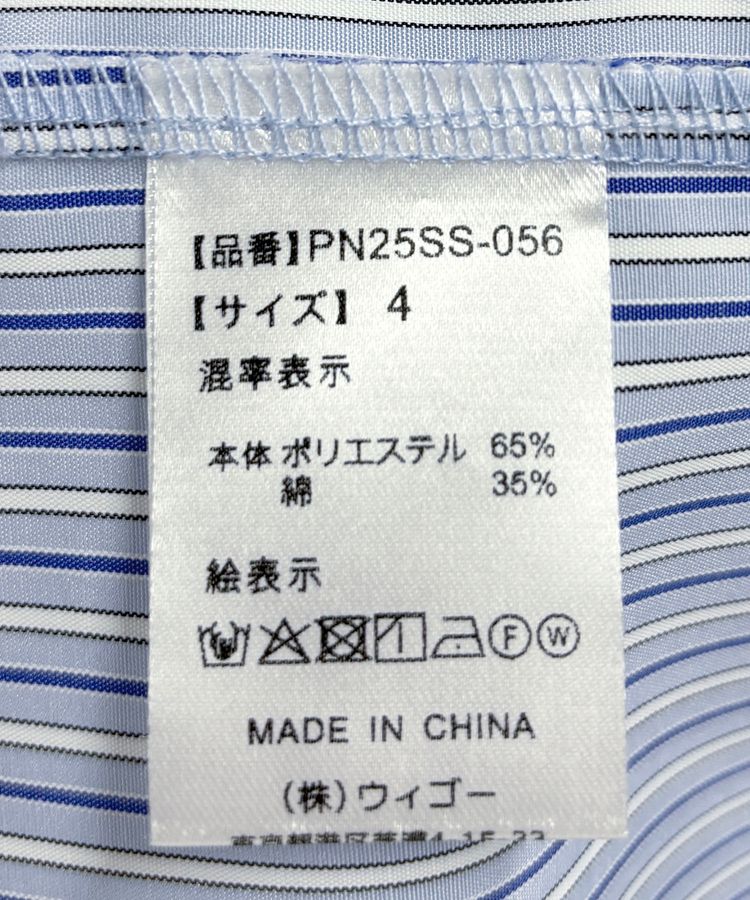 【品番】PN25SS-056
【サイズ】 4
混率表示
本体 ポリエステル 65%
綿 35%
絵表示
F W
MADE IN CHINA
(株)ウィゴー